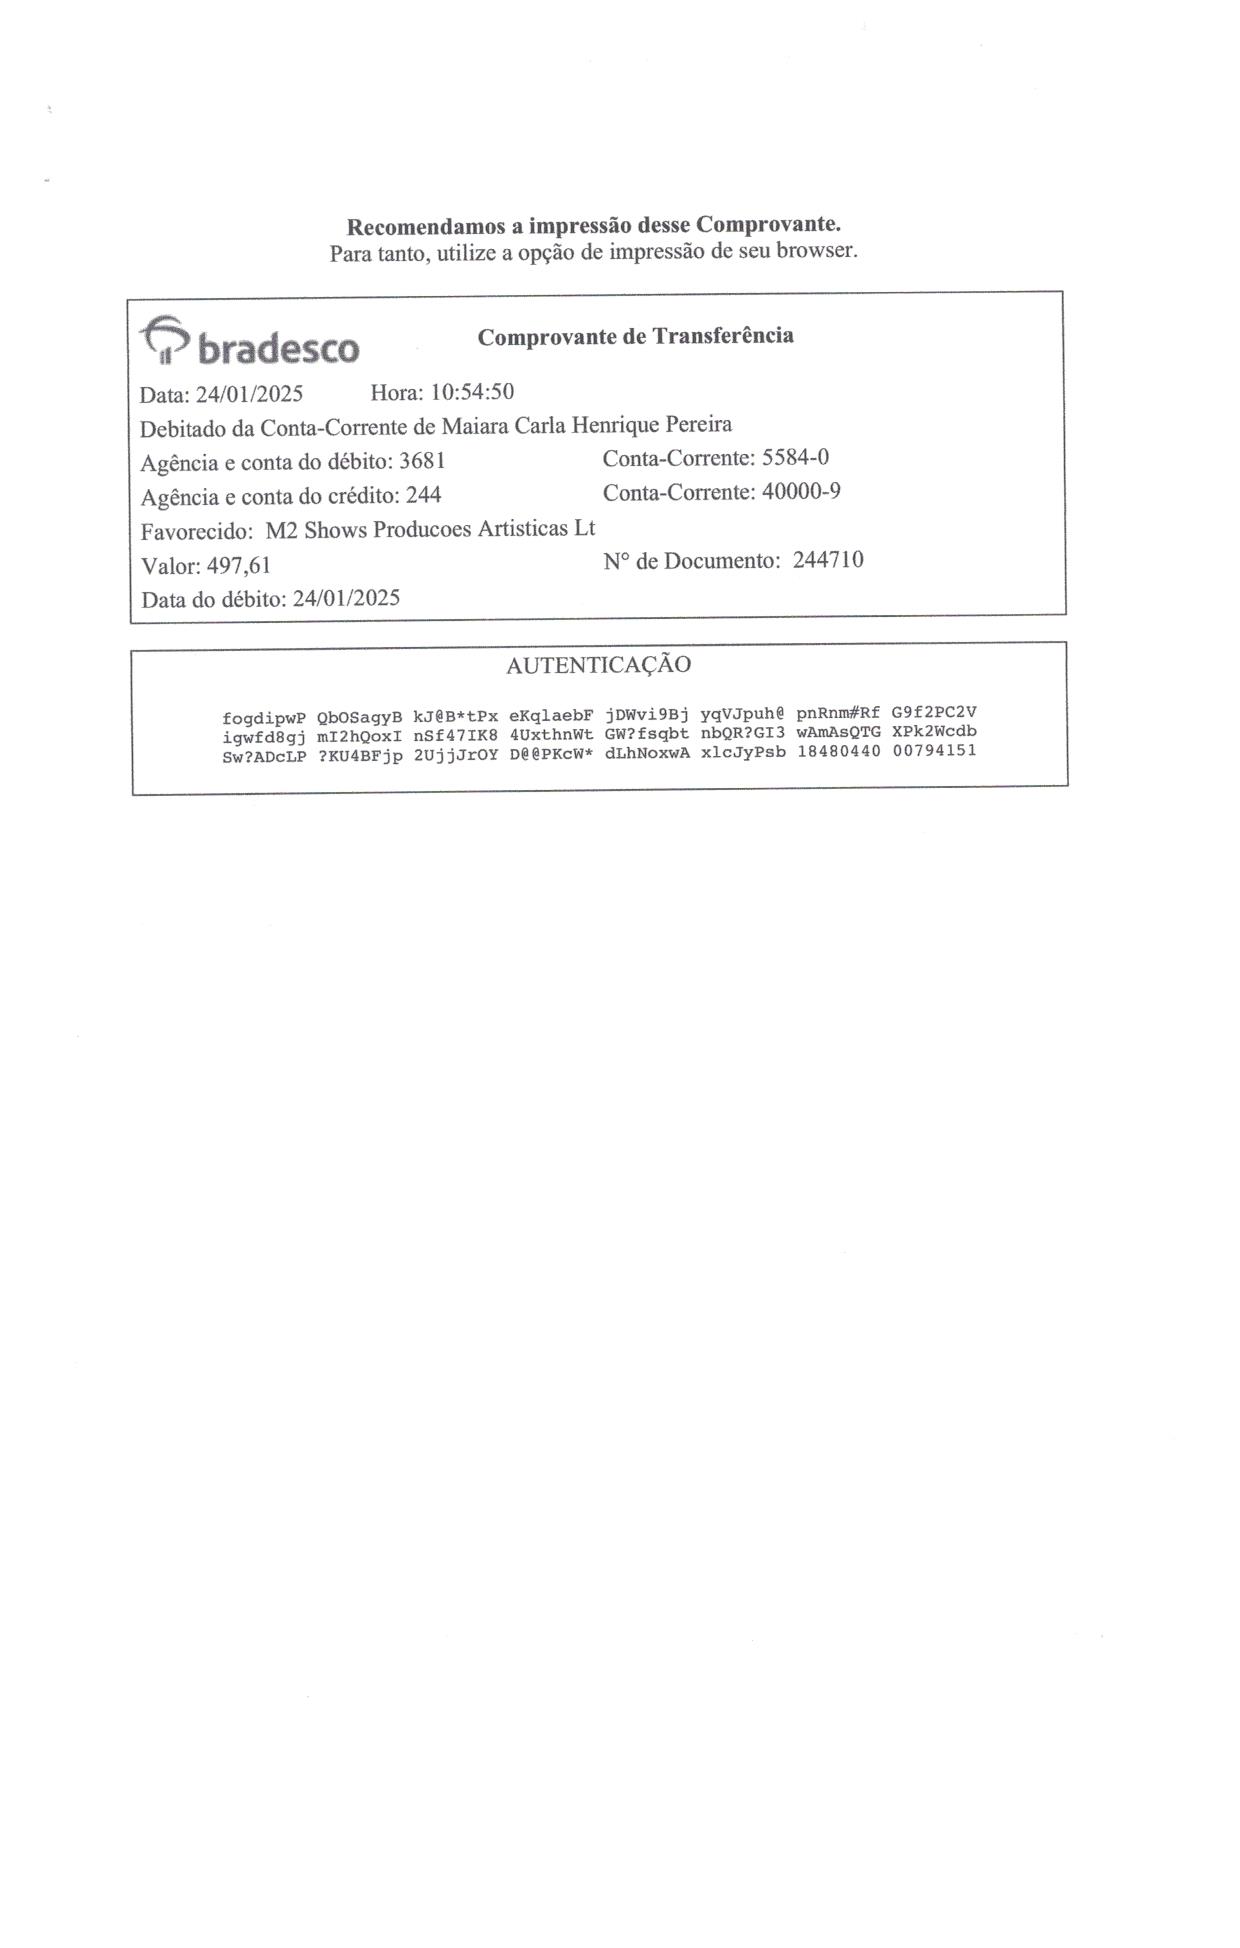 Recomendamos a impressão desse Comprovante.
Para tanto, utilize a opção de impressão de seu browser.
bradesco
Comprovante de Transferência
Data: 24/01/2025 Hora: 10:54:50
Debitado da Conta-Corrente de Maiara Carla Henrique Pereira
Agência e conta do débito: 3681 Conta-Corrente: 5584-0
Agência e conta do crédito: 244 Conta-Corrente: 40000-9
Favorecido: M2 Shows Producoes Artisticas Lt
Valor: 497,61 N° de Documento: 244710
Data do débito: 24/01/2025
AUTENTICAÇÃO
fogdipwP QbOSagyB kJ@B*tPx eKqlaebF jDWvi9Bj yqVJpuh@ pnRnm#Rf G9f2PC2V
igwfd8gj mI2hQoxI nSf47IK8 4UxthnWt GW?fsqbt nbQR?GI3 wAmAsQTG XPk2Wcdb
Sw?ADcLP ?KU4BFjp 2UjjJrOY D@@PKcW* dLhNoxwA xlcJyPsb 18480440 00794151